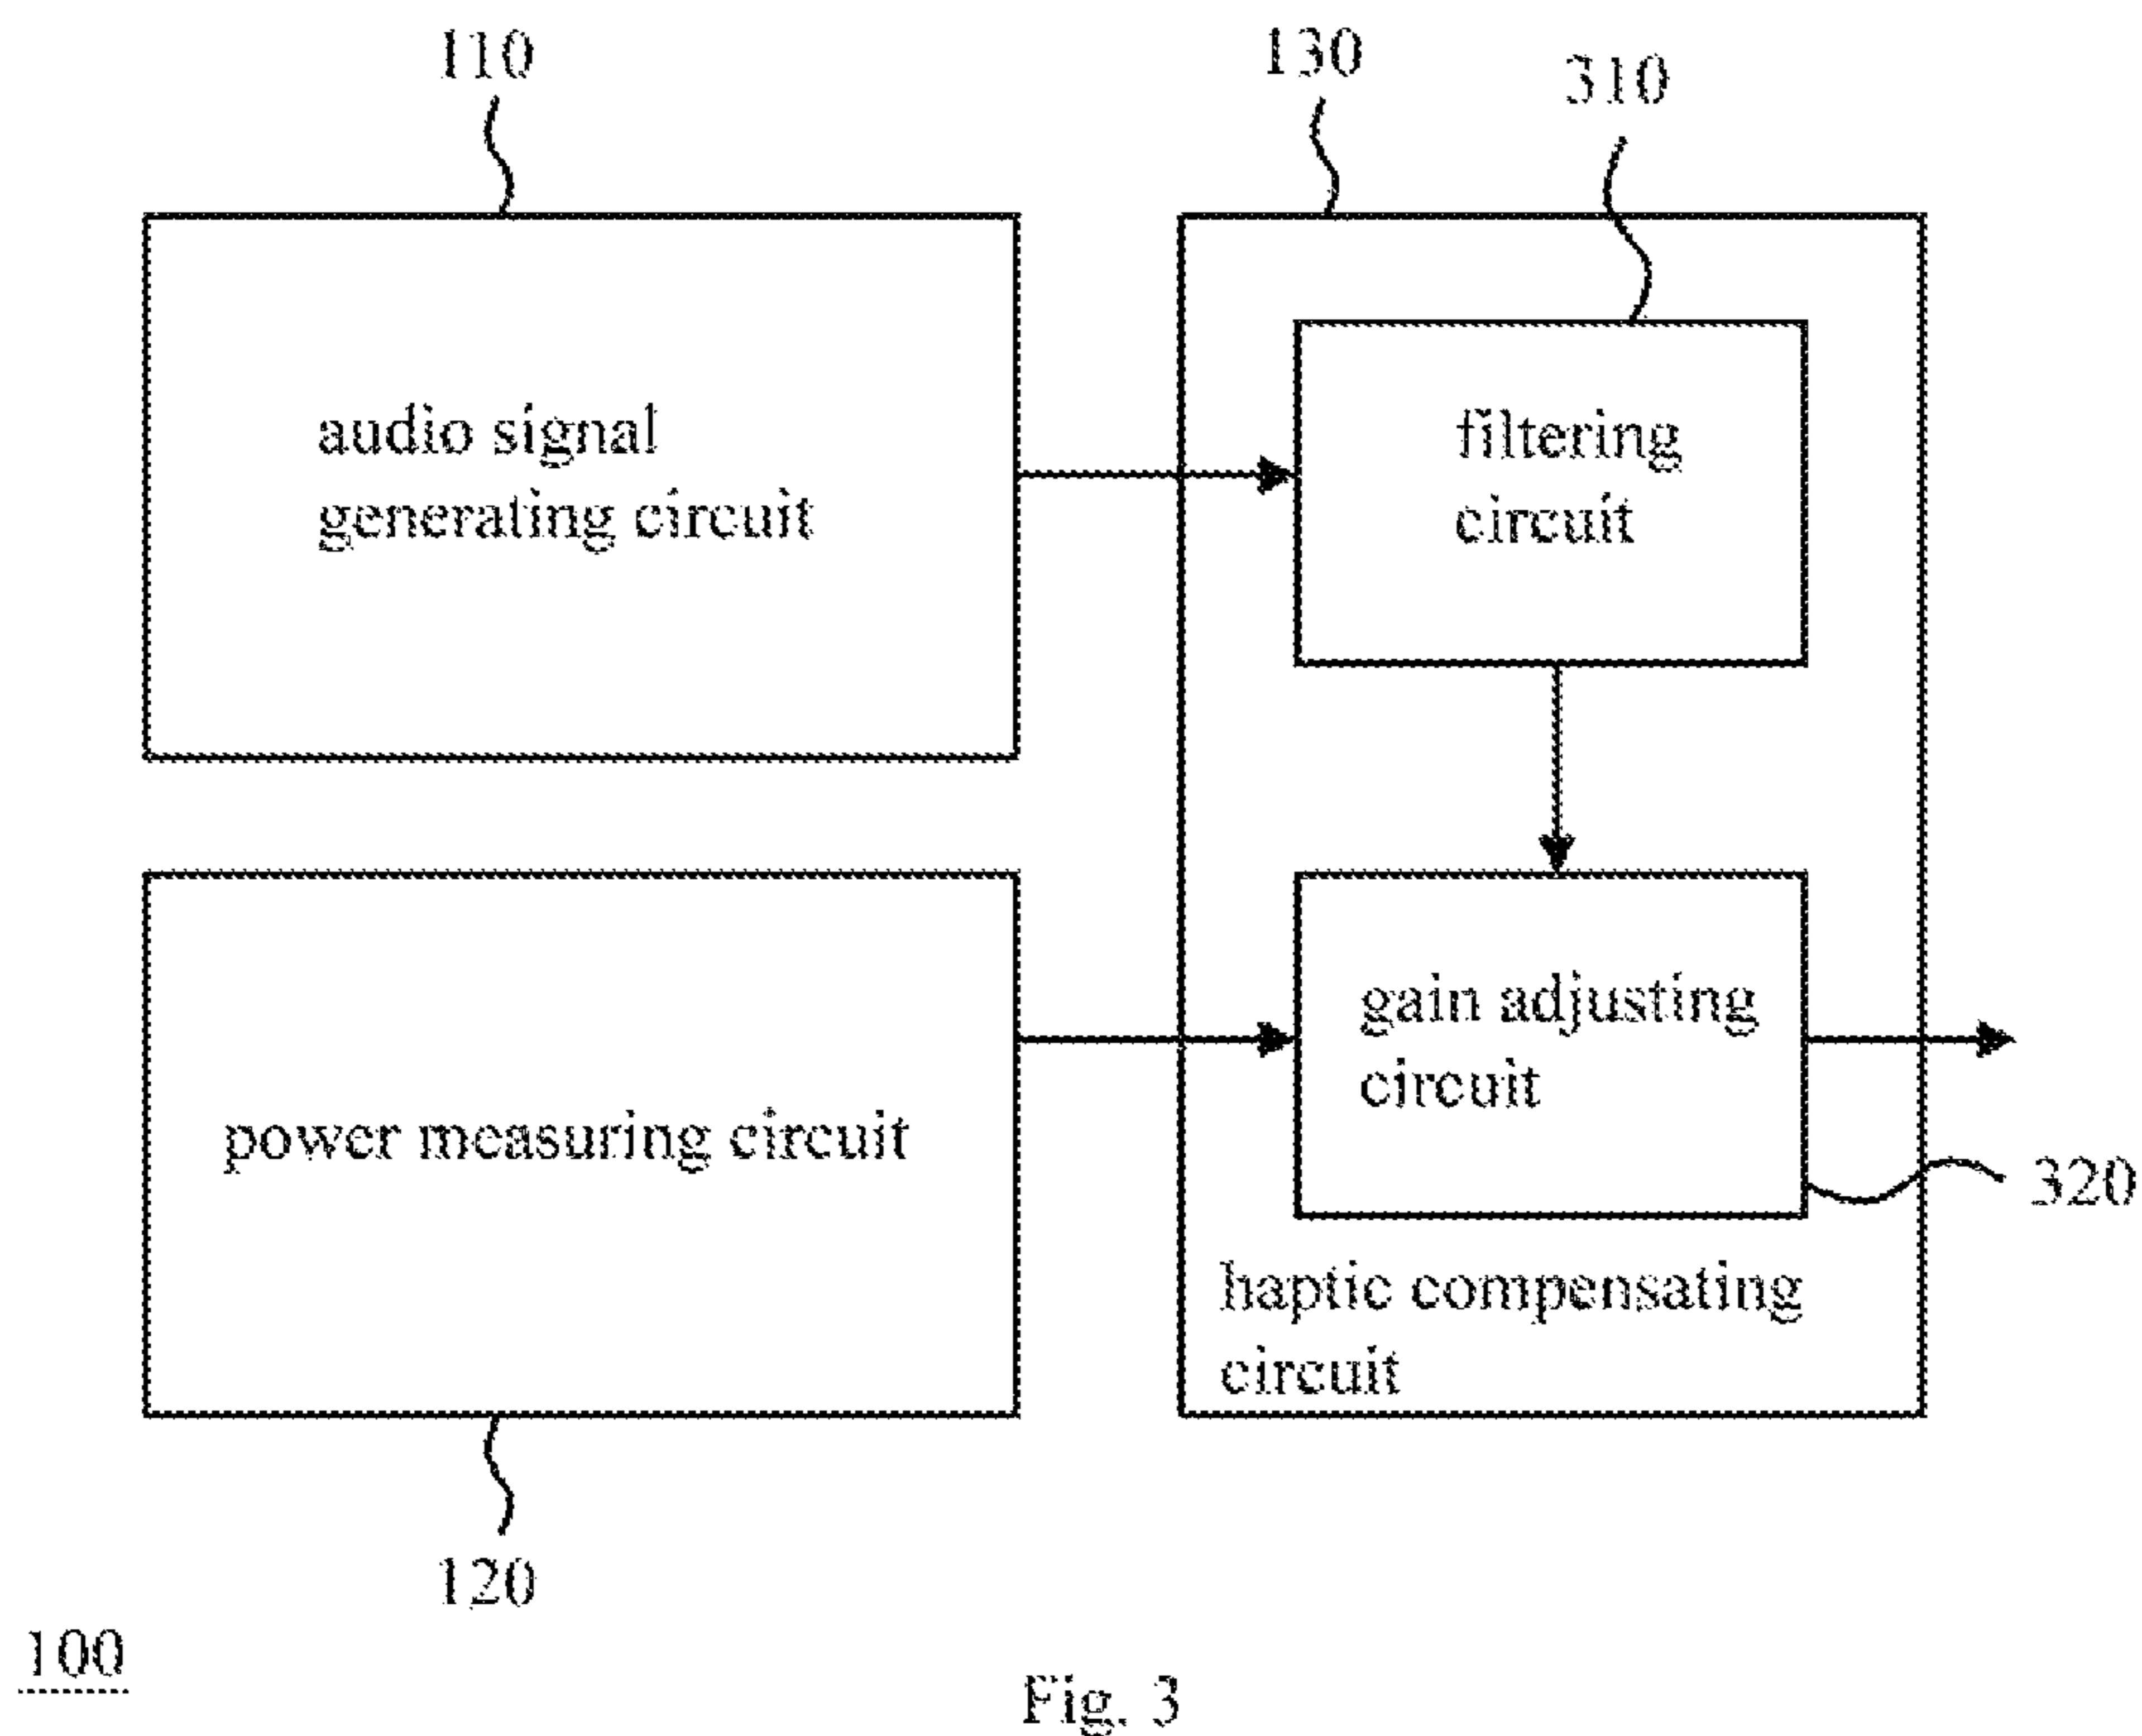 110
130
310
audio signal
generating circuit
filtering
circuit
gain adjusting
circuit
power measuring circuit
320
haptic compensating
circuit
120
100
Fig. 3